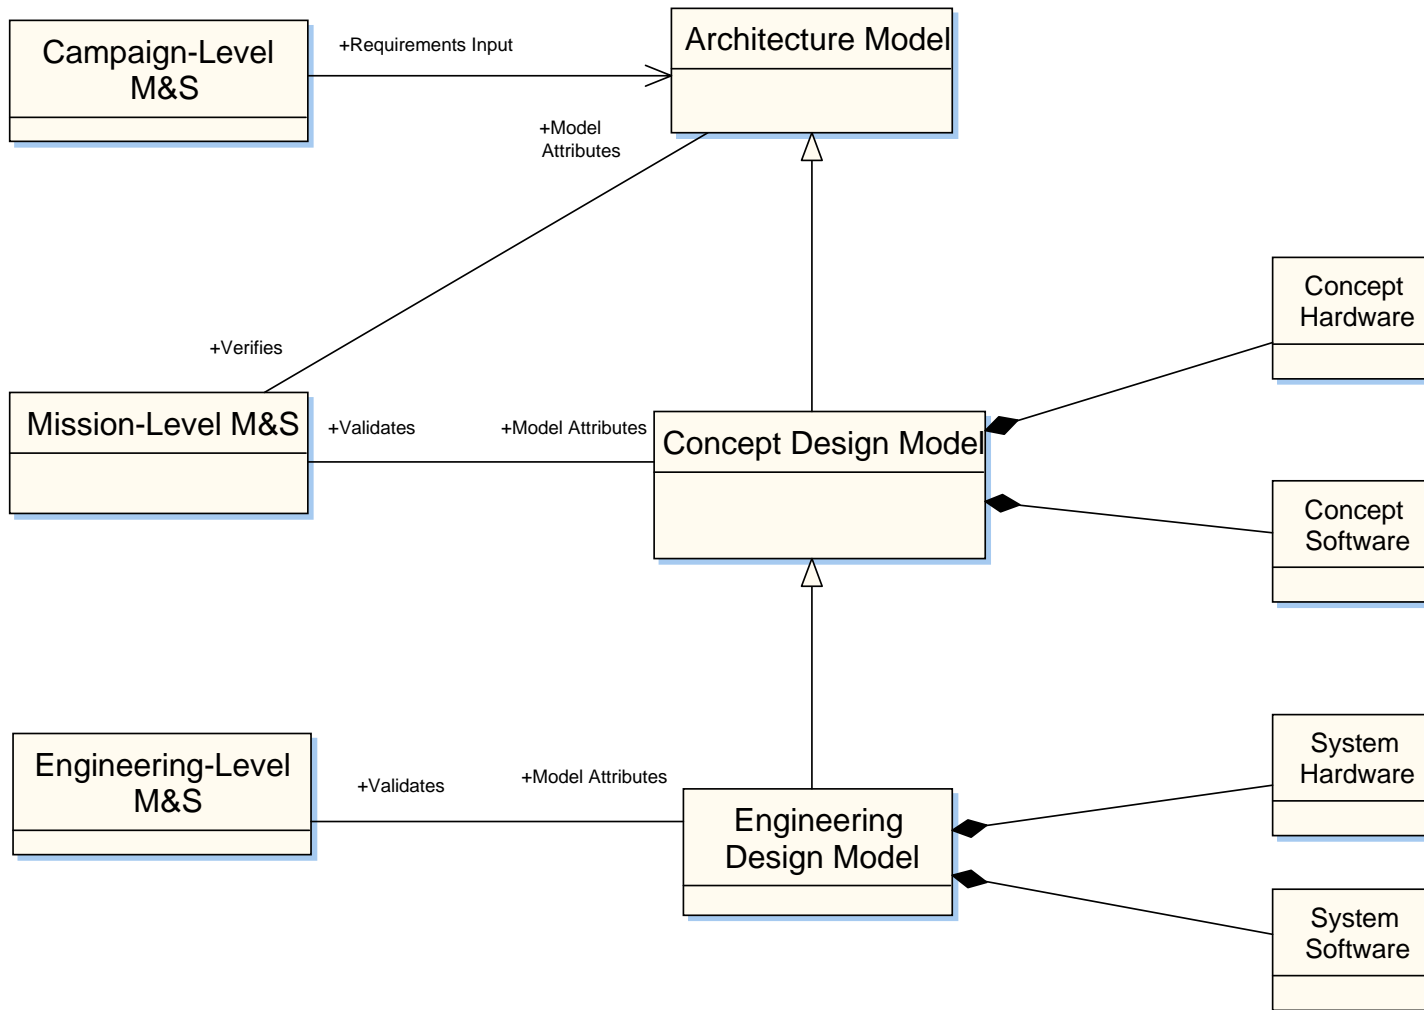 Campaign-Level
M&S
+Requirements Input
Architecture Model
+Model
Attributes
+Verifies
Concept
Hardware
Mission-Level M&S
+Validates
+Model Attributes
Concept Design Model
Concept
Software
Engineering-Level
M&S
+Validates
+Model Attributes
Engineering
Design Model
System
Hardware
System
Software